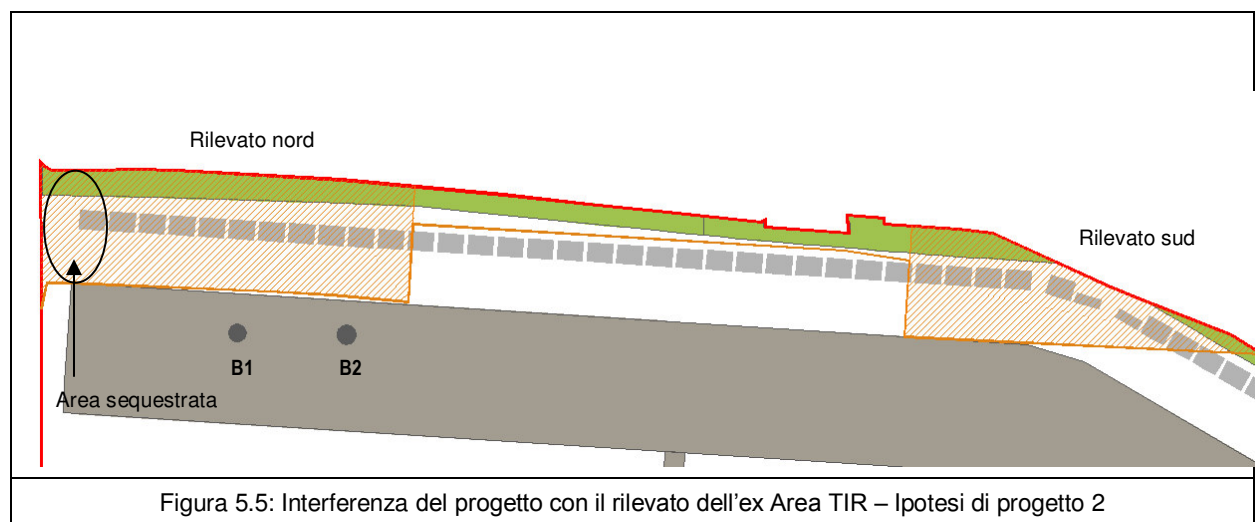 Rilevato nord
Rilevato sud
B1
B2
Area sequestrata
Figura 5.5: Interferenza del progetto con il rilevato dell’ex Area TIR – Ipotesi di progetto 2